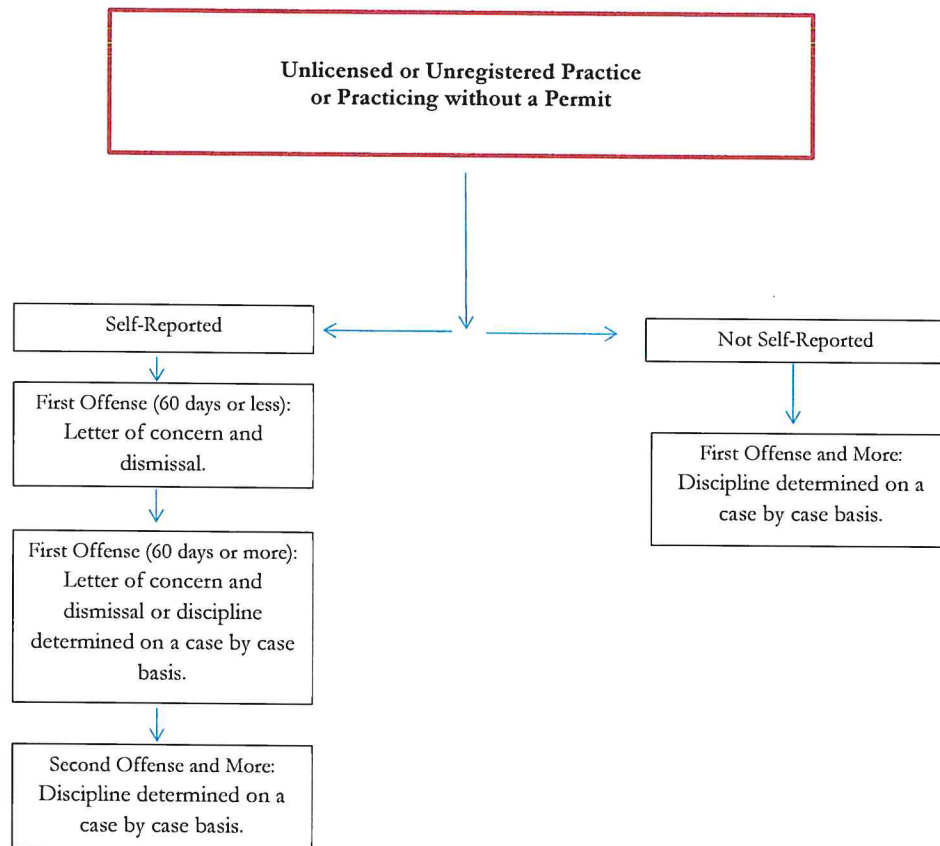 Unlicensed or Unregistered Practice
or Practicing without a Permit
Self-Reported
First Offense (60 days or less):
Letter of concern and
dismissal.
First Offense (60 days or more):
Letter of concern and
dismissal or discipline
determined on a case by case
basis.
Second Offense and More:
Discipline determined on a
case by case basis.
Not Self-Reported
First Offense and More:
Discipline determined on a
case by case basis.